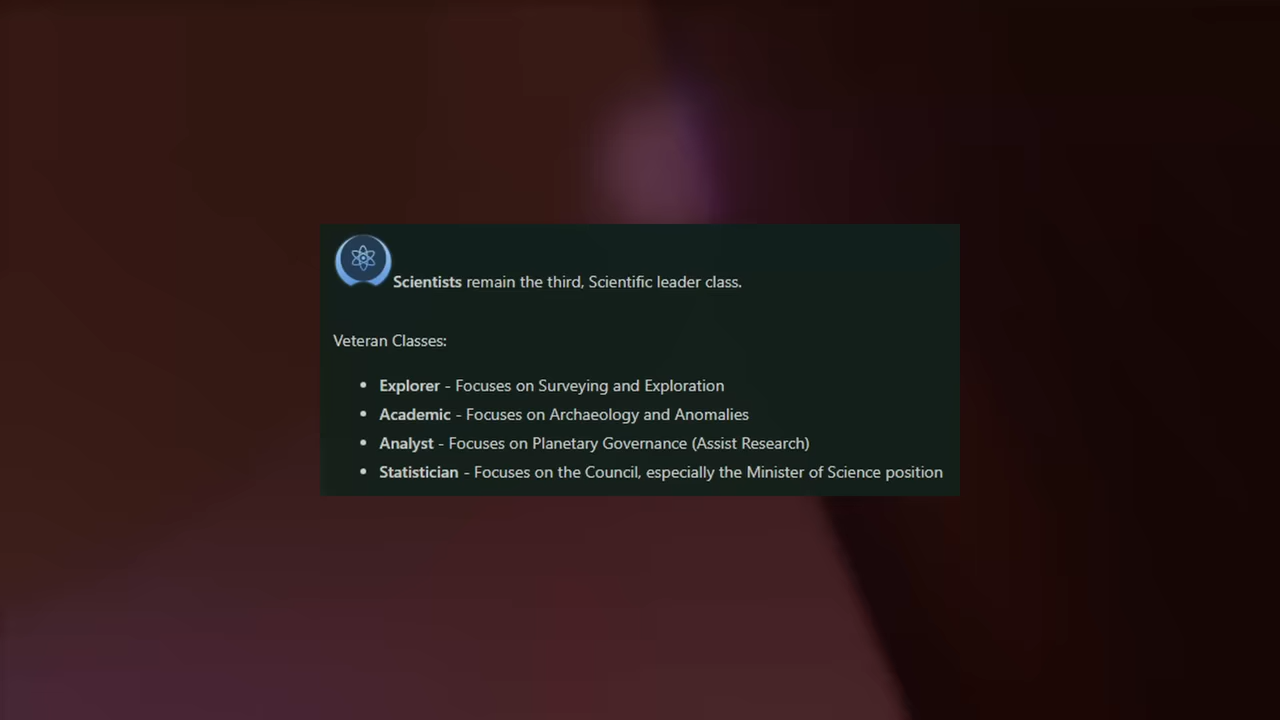 Scientists remain the third, Scientific leader class.
Veteran Classes:
• Explorer - Focuses on Surveying and Exploration
• Academic - Focuses on Archaeology and Anomalies
• Analyst - Focuses on Planetary Governance (Assist Research)
• Statistician - Focuses on the Council, especially the Minister of Science position